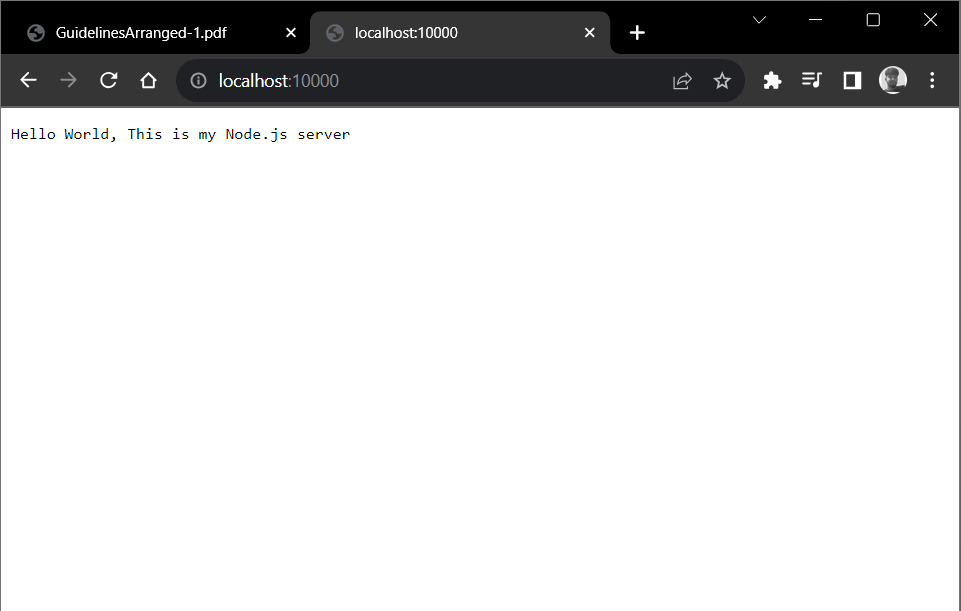 GuidelinesArranged-1.pdf
localhost:10000
localhost:10000
Hello World, This is my Node.js server